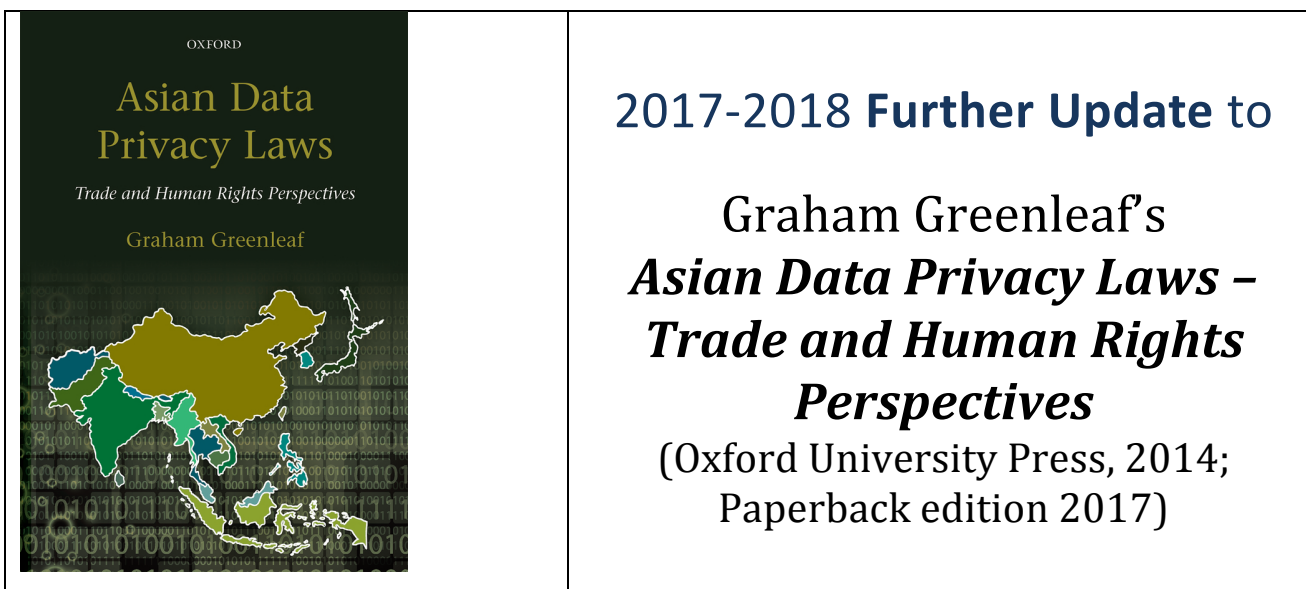 OXFORD
Asian Data
Privacy Laws
Trade and Human Rights Perspectives
Graham Greenleaf
2017-2018 Further Update to
Graham Greenleaf’s
Asian Data Privacy Laws –
Trade and Human Rights
Perspectives
(Oxford University Press, 2014;
Paperback edition 2017)